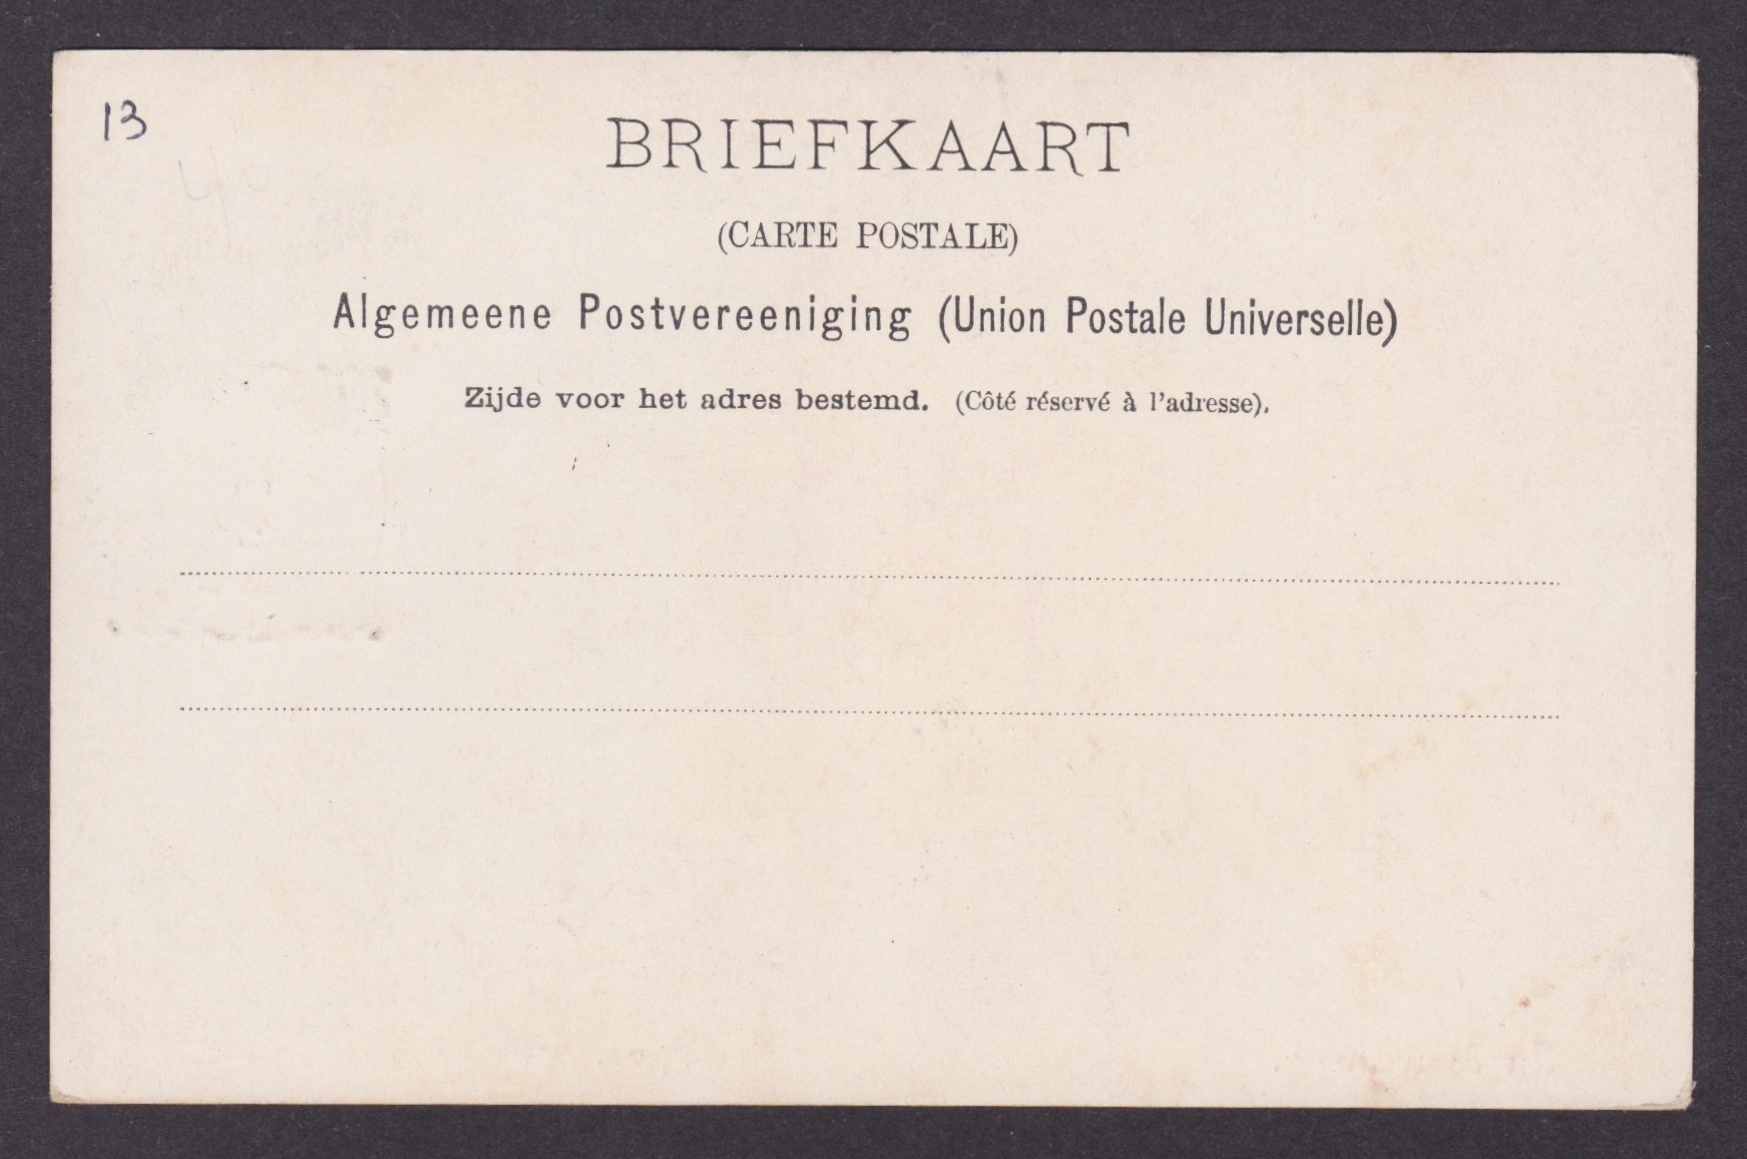 13
40
BRIEFKAART
(CARTE POSTALE)
Algemeene Postvereeniging (Union Postale Universelle)
Zijde voor het adres bestemd. (Côté réservé à l'adresse).